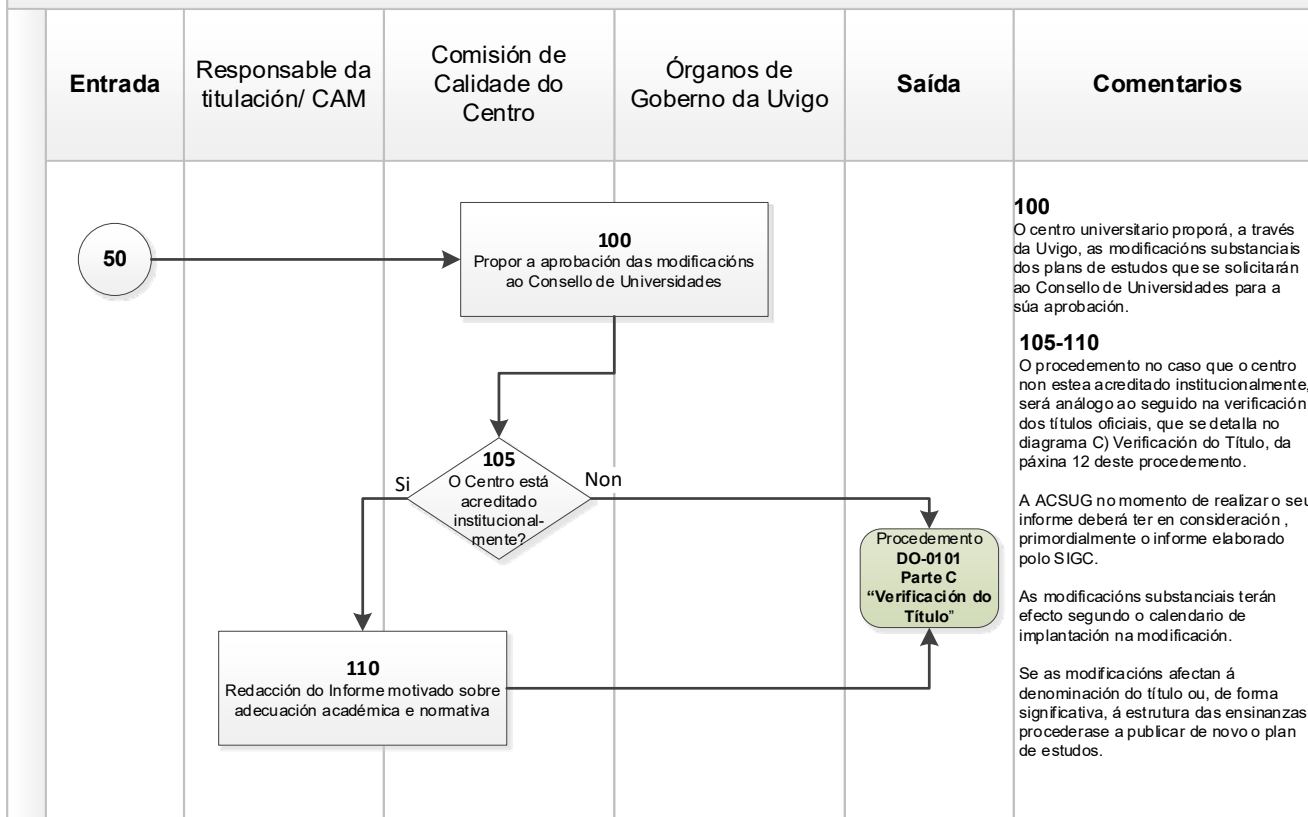 Entrada
Responsable da
titulación/ CAM
Comisión de
Calidade do
Centro
Órganos de
Goberno da Uvigo
Saída
Comentarios
50
100
Propor a aprobación das modificacións
ao Consello de Universidades
105
O Centro está
acreditado
institucional-
mente?
Si
Non
110
Redacción do Informe motivado sobre
adecuación académica e normativa
Procedemento
DO-0101
Parte C
“Verificación do
Título”
100
O centro universitario proporá, a través
da Uvigo, as modificacións substanciais
dos plans de estudos que se solicitarán
ao Consello de Universidades para a
súa aprobación.
105-110
O procedemento no caso que o centro
non estea acreditado institucionalmente,
será análogo ao seguido na verificación
dos títulos oficiais, que se detalla no
diagrama C) Verificación do Título, da
páxina 12 deste procedemento.
A ACSUG no momento de realizar o seu
informe deberá ter en consideración ,
primordialmente o informe elaborado
polo SIGC.
As modificacións substanciais terán
efecto segundo o calendario de
implantación na modificación.
Se as modificacións afectan á
denominación do título ou, de forma
significativa, á estrutura das ensinanzas
procederase a publicar de novo o plan
de estudos.